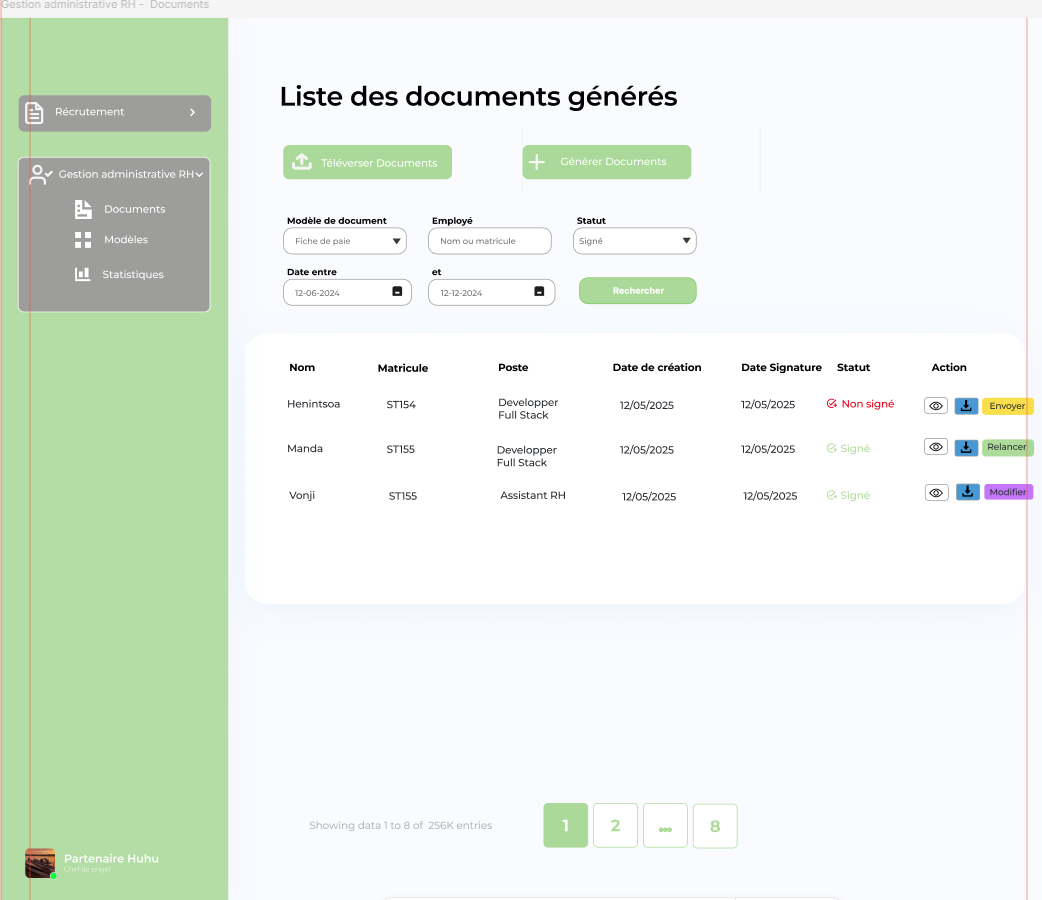 Gestion administrative RH - Documents
Récrutement
Gestion administrative RH
Documents
Modèles
Statistiques
Liste des documents générés
Téléverser Documents
Générer Documents
Modèle de document
Employé
Statut
Fiche de paie
Nom ou matricule
Signé
Date entre
et
12-06-2024
12-12-2024
Rechercher
Nom Matricule Poste Date de création Date Signature Statut Action
Henintsoa ST154 Developper 12/05/2025 12/05/2025 Non signé Envoyer
Full Stack
Manda ST155 Developper 12/05/2025 12/05/2025 Signé Relancer
Full Stack
Vonji ST155 Assistant RH 12/05/2025 12/05/2025 Signé Modifier
Showing data 1 to 8 of 256K entries
1 2 ... 8
Partenaire Huhu
Chef de projet